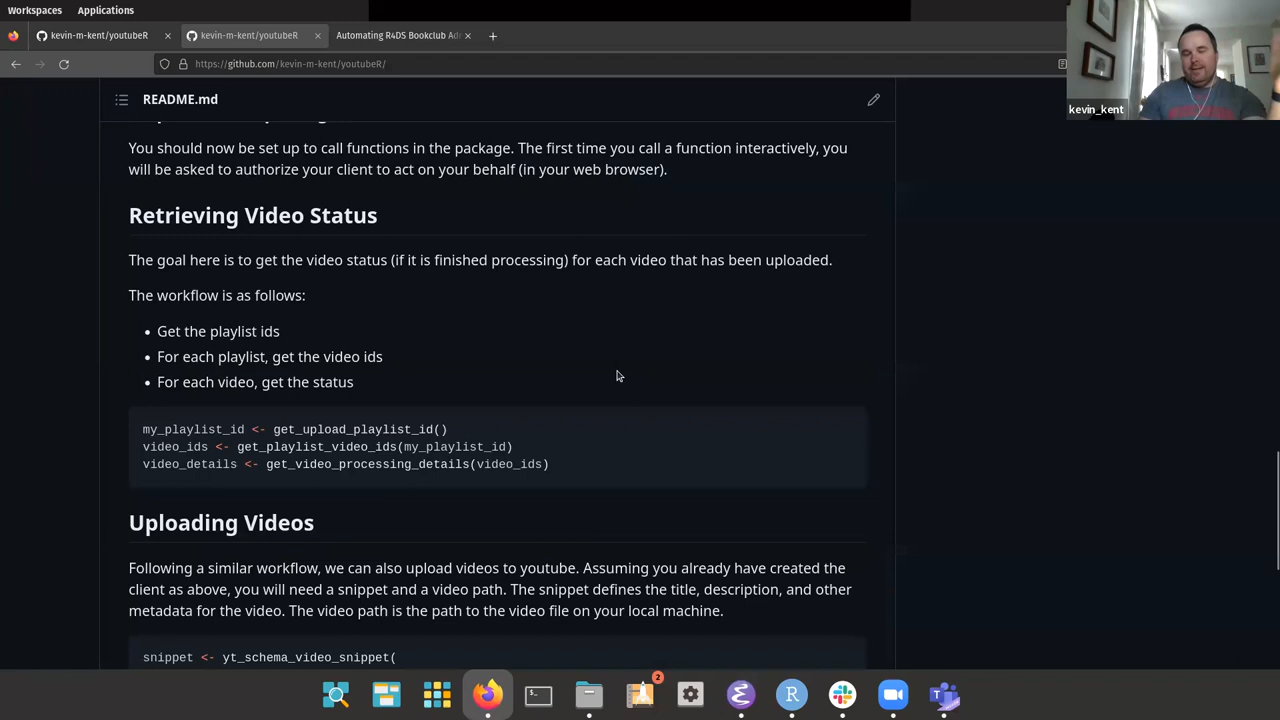 Workspaces Applications
kevin-m-kent/youtubeR
kevin-m-kent/youtubeR
Automating R4DS Bookclub Ad
https://github.com/kevin-m-kent/youtubeR/
kevin_kent
README.md
You should now be set up to call functions in the package. The first time you call a function interactively, you
will be asked to authorize your client to act on your behalf (in your web browser).
Retrieving Video Status
The goal here is to get the video status (if it is finished processing) for each video that has been uploaded.
The workflow is as follows:
• Get the playlist ids
• For each playlist, get the video ids
• For each video, get the status
my_playlist_id <- get_upload_playlist_id()
video_ids <- get_playlist_video_ids(my_playlist_id)
video_details <- get_video_processing_details(video_ids)
Uploading Videos
Following a similar workflow, we can also upload videos to youtube. Assuming you already have created the
client as above, you will need a snippet and a video path. The snippet defines the title, description, and other
metadata for the video. The video path is the path to the video file on your local machine.
snippet <- yt_schema_video_snippet(
2